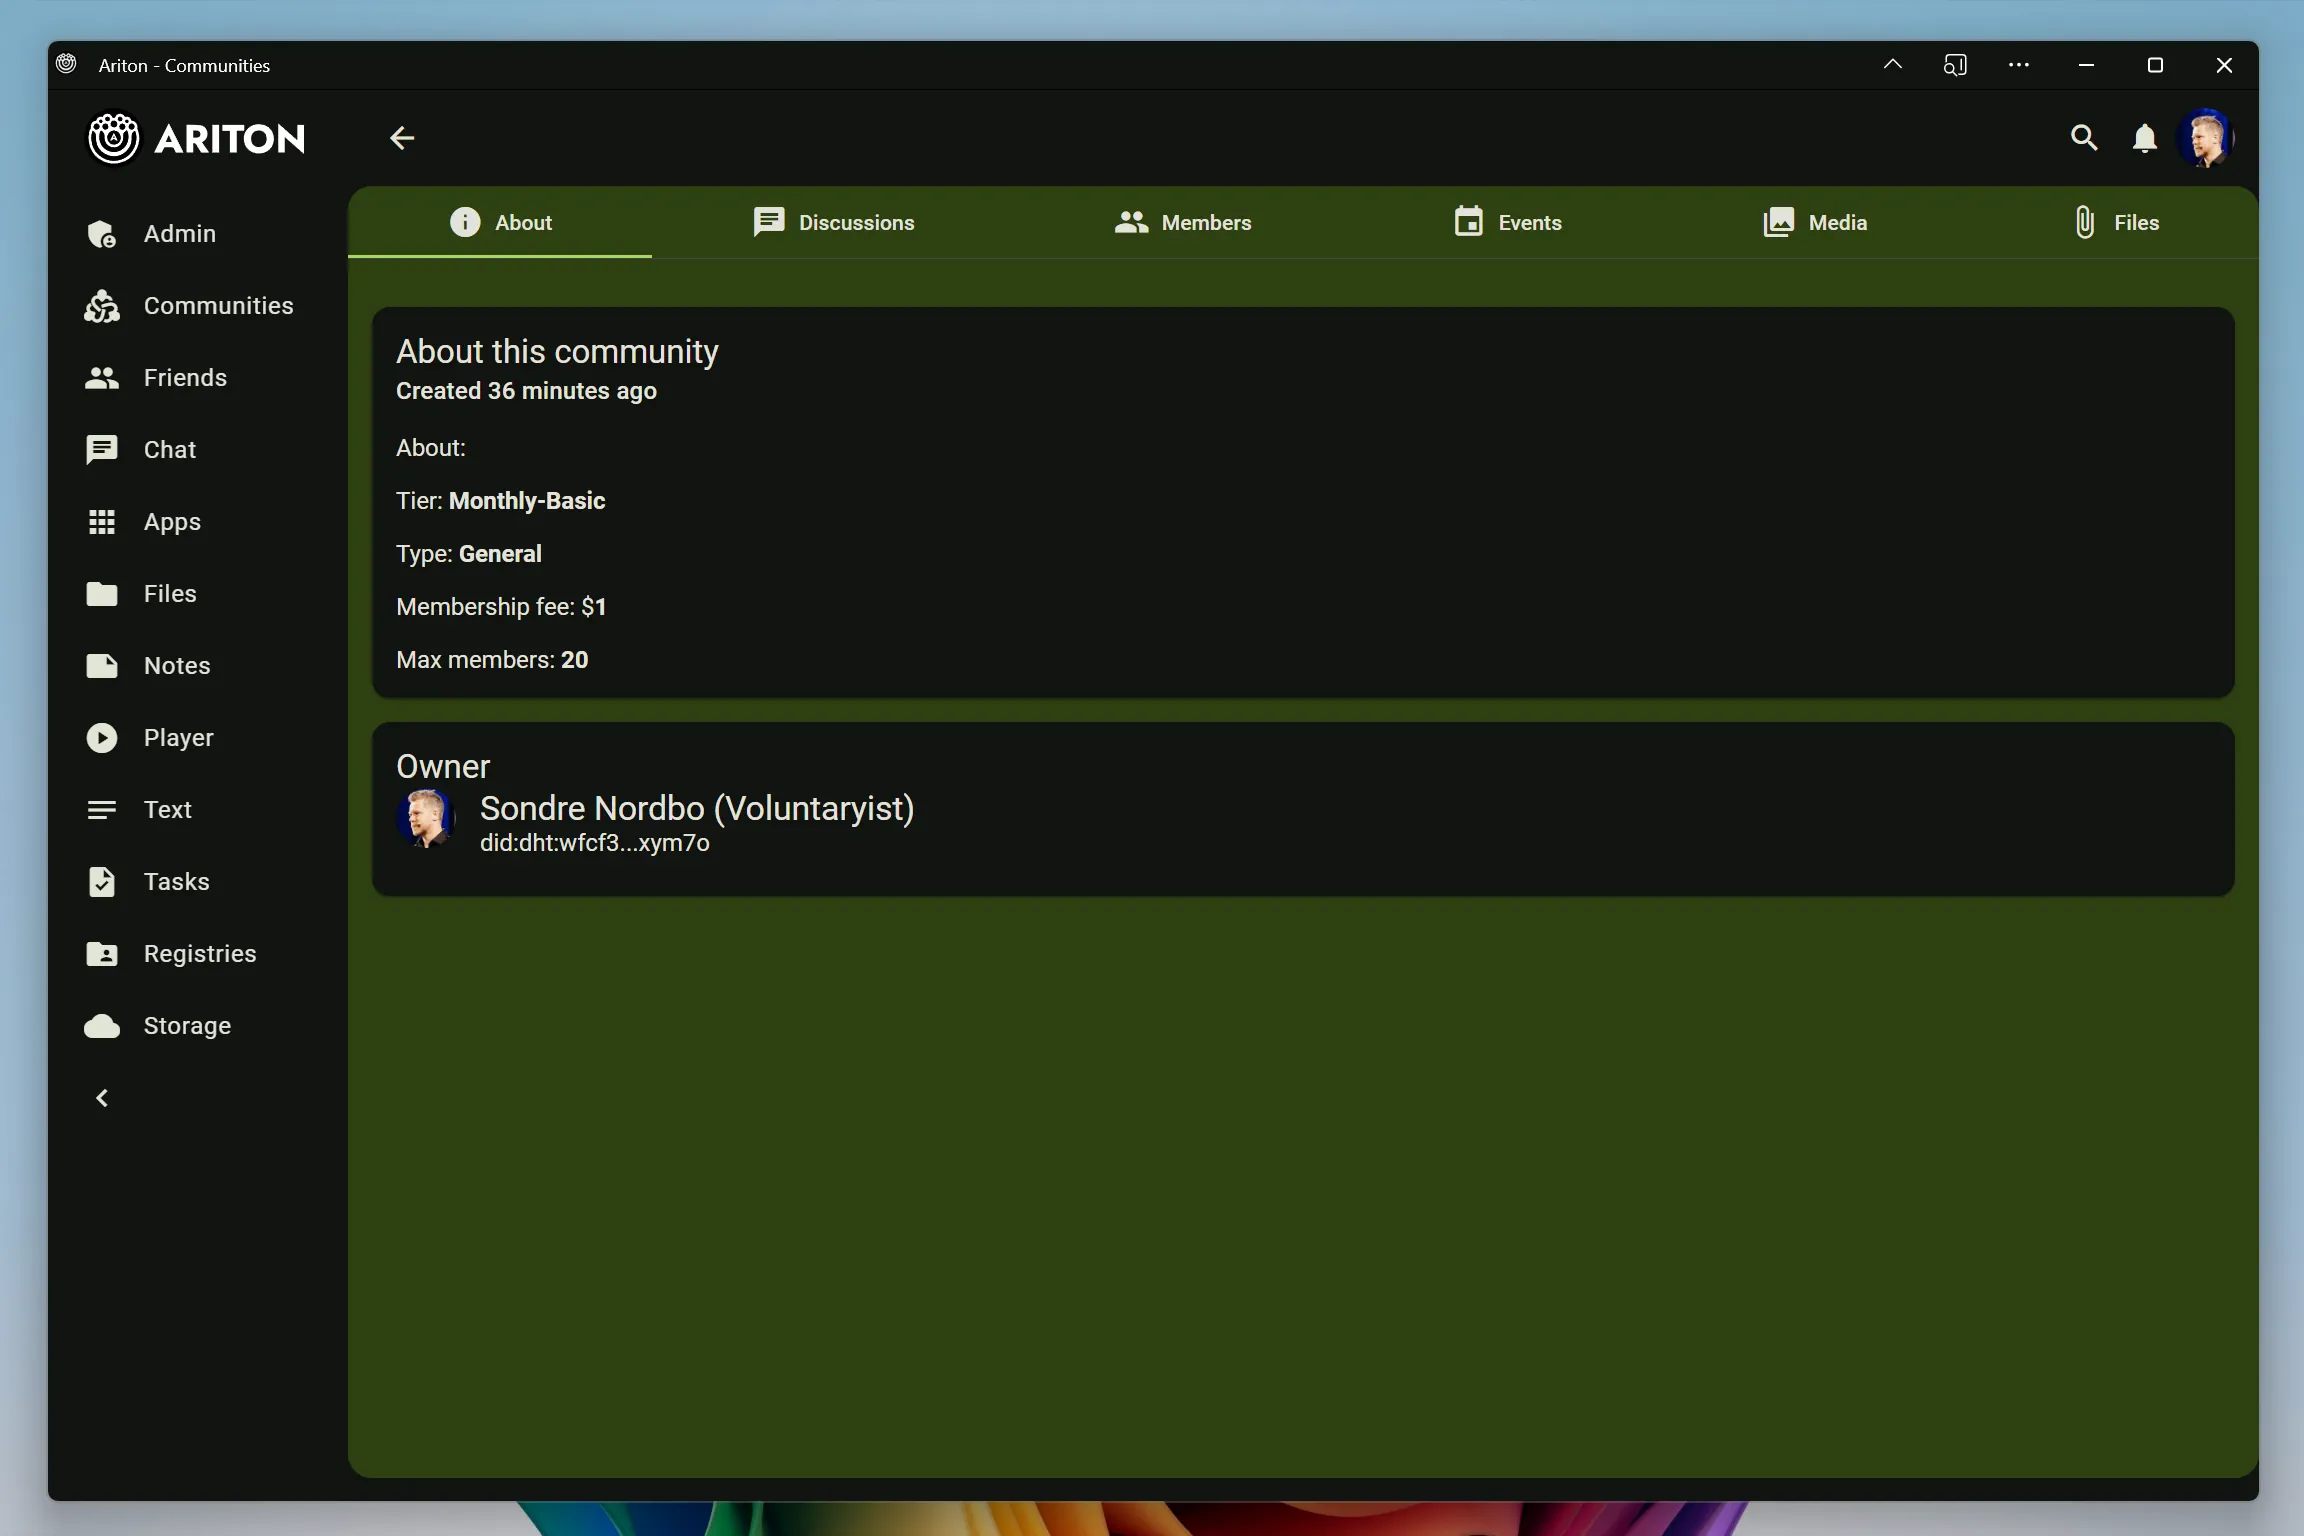 Ariton - Communities
ARITON
Admin
Communities
Friends
Chat
Apps
Files
Notes
Player
Text
Tasks
Registries
Storage
About
Discussions
Members
Events
Media
Files
About this community
Created 36 minutes ago
About:
Tier: Monthly-Basic
Type: General
Membership fee: $1
Max members: 20
Owner
Sondre Nordbo (Voluntaryist)
did:dht:wfcf3...xym7o